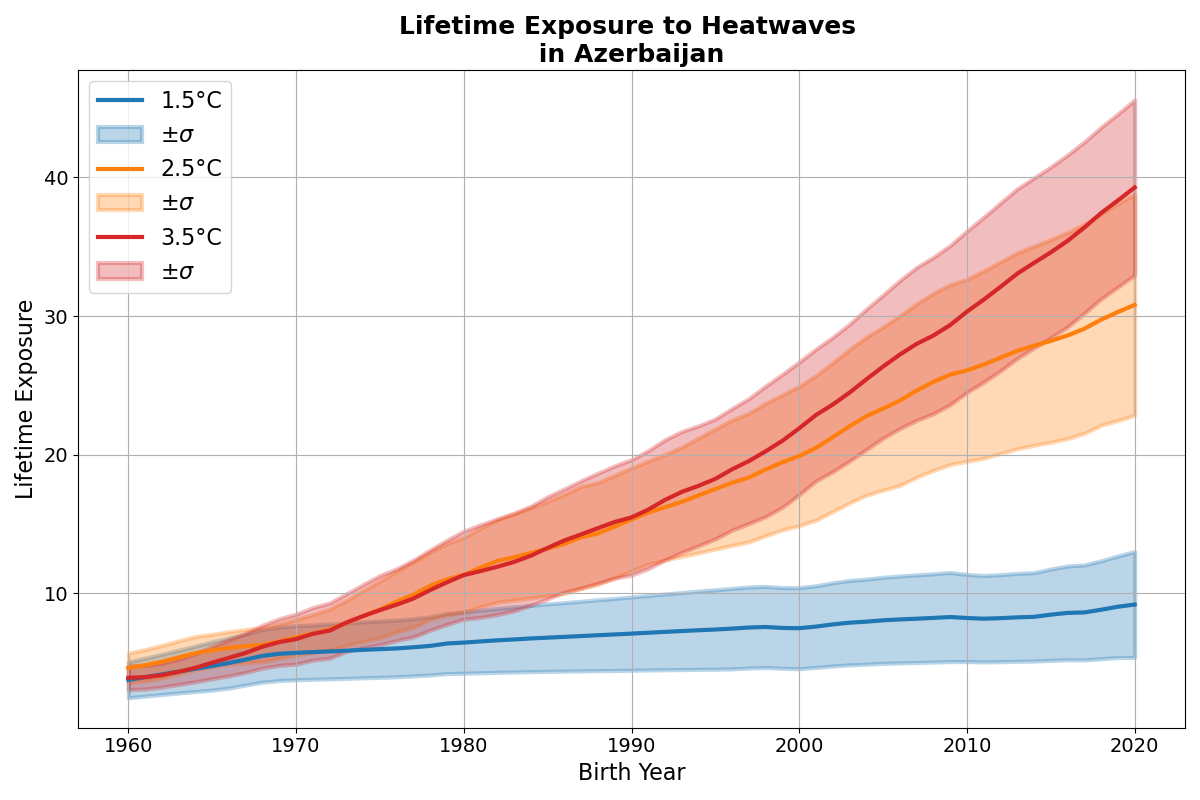 Lifetime Exposure to Heatwaves
in Azerbaijan
1.5°C
±σ
2.5°C
±σ
3.5°C
±σ
Lifetime Exposure
40
30
20
10
1960 1970 1980 1990 2000 2010 2020
Birth Year